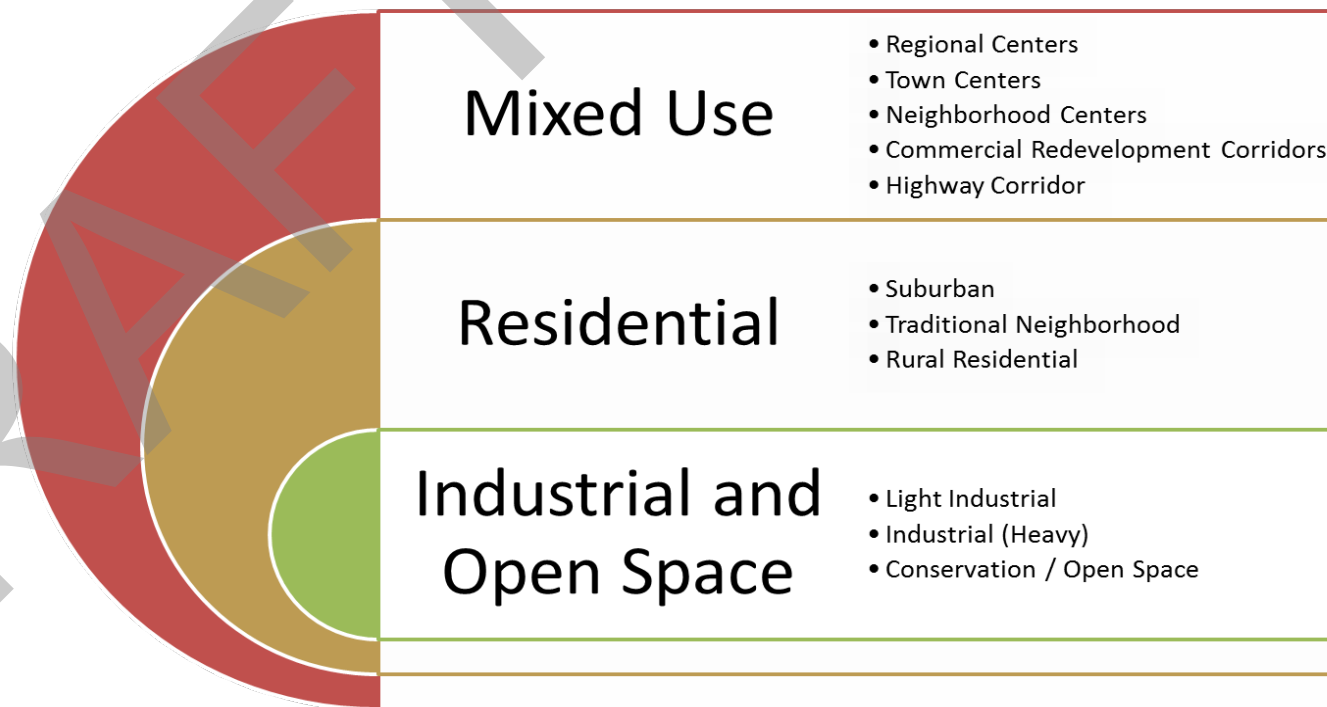 Mixed Use
• Regional Centers
• Town Centers
• Neighborhood Centers
• Commercial Redevelopment Corridors
• Highway Corridor
Residential
• Suburban
• Traditional Neighborhood
• Rural Residential
Industrial and
Open Space
• Light Industrial
• Industrial (Heavy)
• Conservation / Open Space